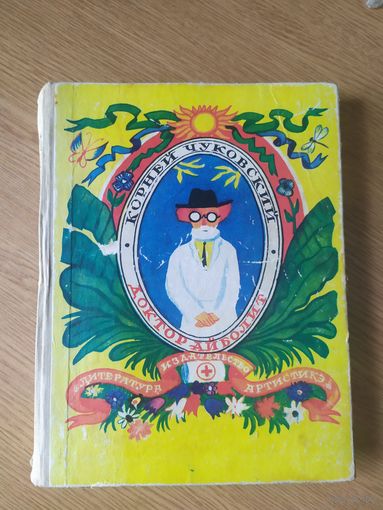 КОРНЕЙ ЧУКОВСКИЙ
ДОКТОР АЙБОЛИТ
ИЗДАТЕЛЬСТВО
«ЛИТЕРАТУРА АРТИСТИКЭ»